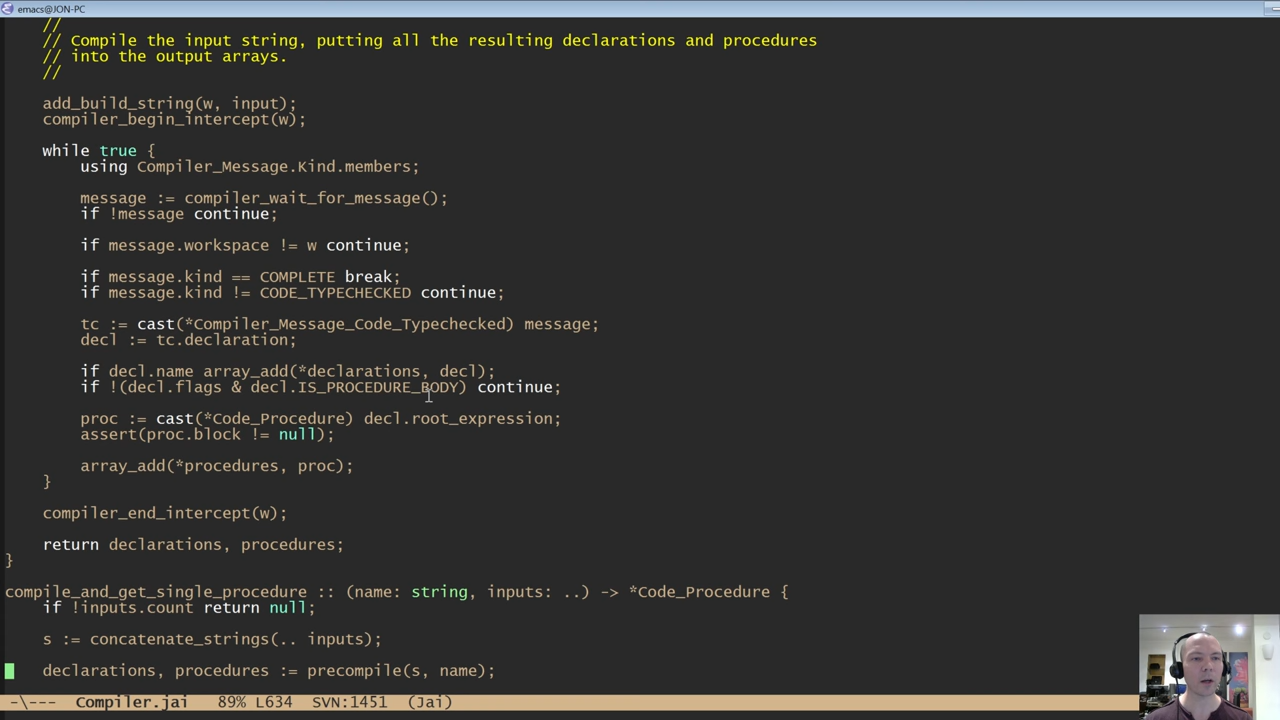 emacs@JON-PC
//
// Compile the input string, putting all the resulting declarations and procedures
// into the output arrays.
//
add_build_string(w, input);
compiler_begin_intercept(w);
while true {
using Compiler_Message.Kind.members;
message := compiler_wait_for_message();
if !message continue;
if message.workspace != w continue;
if message.kind == COMPLETE break;
if message.kind != CODE_TYPECHECKED continue;
tc := cast(*Compiler_Message_Code_Typechecked) message;
decl := tc.declaration;
if decl.name array_add(*declarations, decl);
if !(decl.flags & decl.IS_PROCEDURE_BODY) continue;
proc := cast(*Code_Procedure) decl.root_expression;
assert(proc.block != null);
array_add(*procedures, proc);
}
compiler_end_intercept(w);
return declarations, procedures;
}
compile_and_get_single_procedure :: (name: string, inputs: ..) -> *Code_Procedure {
if !inputs.count return null;
s := concatenate_strings(.. inputs);
declarations, procedures := precompile(s, name);
-\--- Compiler.jai 89% L634 SVN:1451 (Jai)